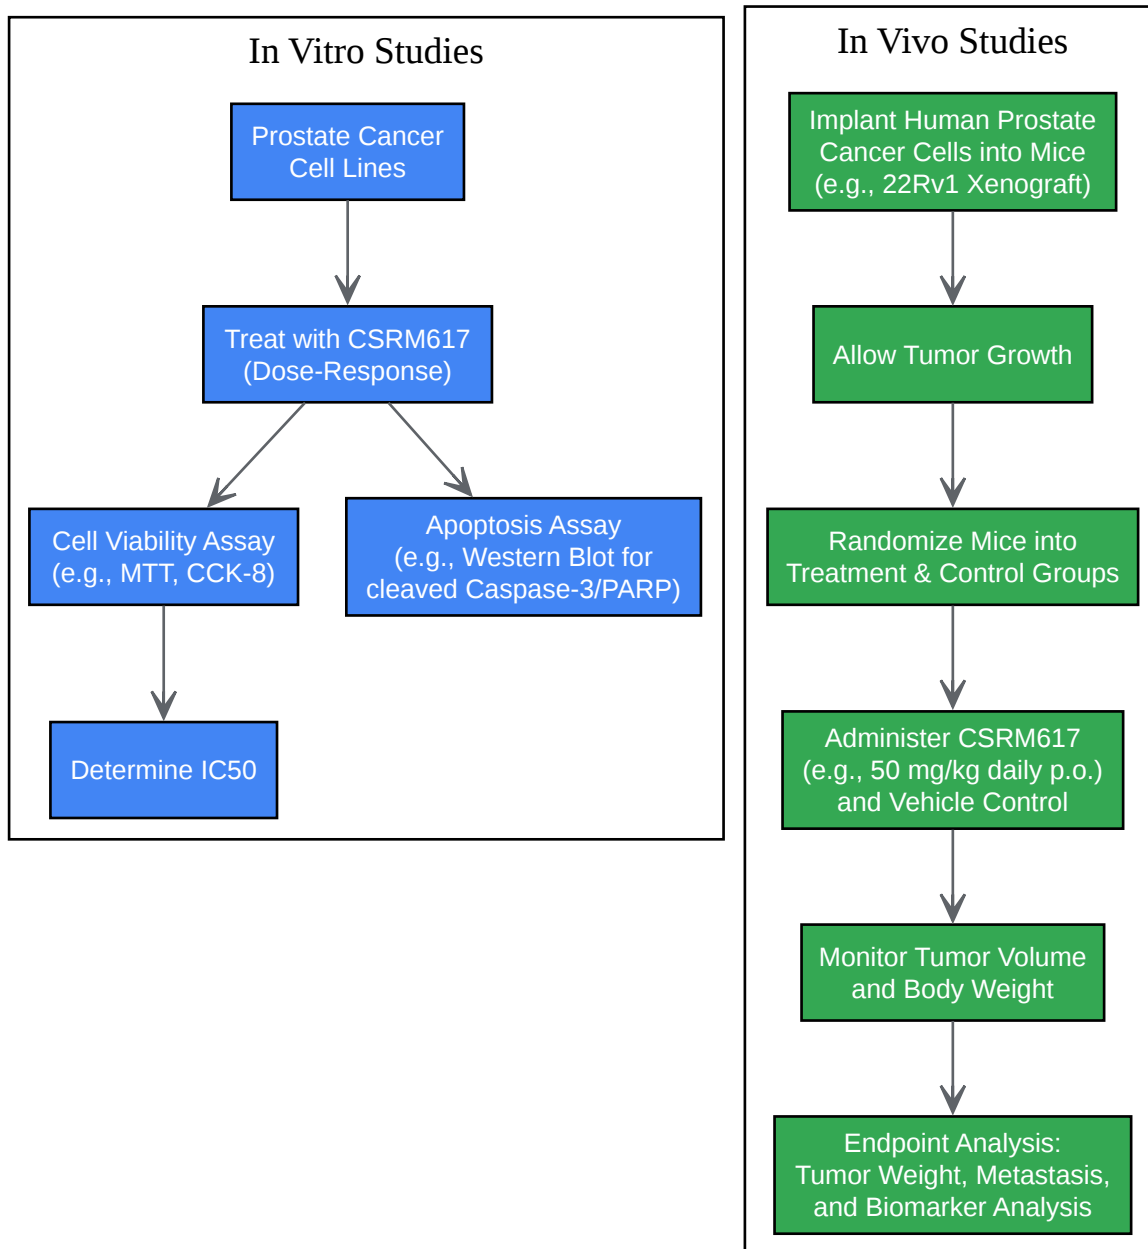 In Vitro Studies
Prostate Cancer
Cell Lines
Treat with CSRM617
(Dose-Response)
Cell Viability Assay
(e.g., MTT, CCK-8)
Apoptosis Assay
(e.g., Western Blot for
cleaved Caspase-3/PARP)
Determine IC50
In Vivo Studies
Implant Human Prostate
Cancer Cells into Mice
(e.g., 22Rv1 Xenograft)
Allow Tumor Growth
Randomize Mice into
Treatment & Control Groups
Administer CSRM617
(e.g., 50 mg/kg daily p.o.)
and Vehicle Control
Monitor Tumor Volume
and Body Weight
Endpoint Analysis:
Tumor Weight, Metastasis,
and Biomarker Analysis